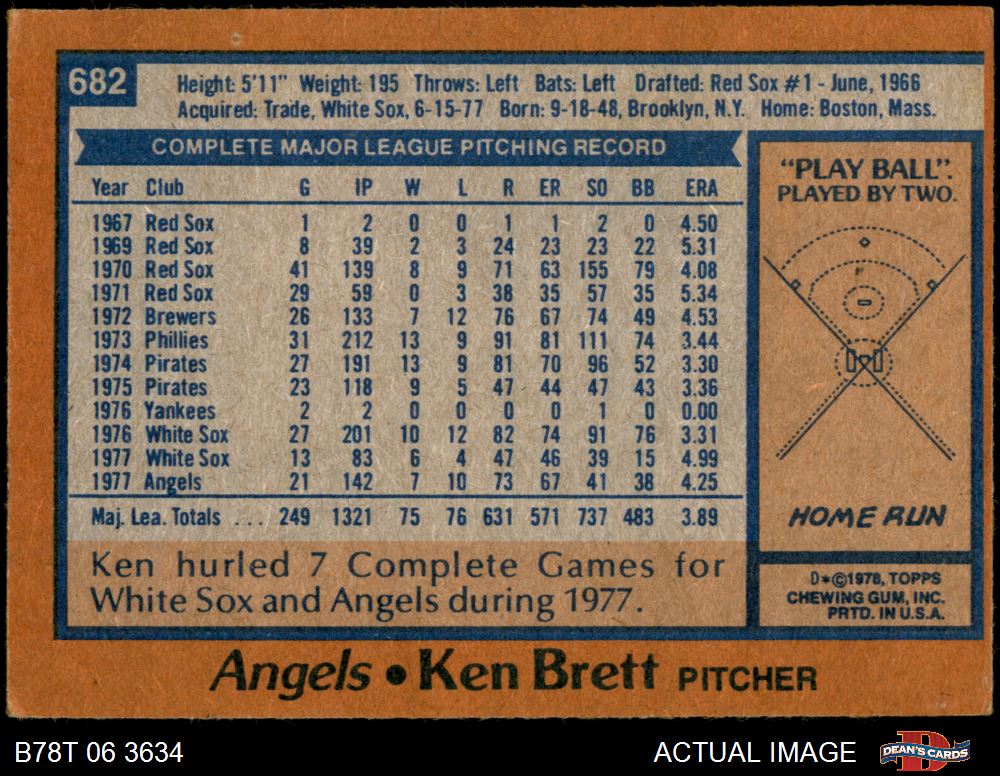 682
Height: 5'11" Weight: 195 Throws: Left Bats: Left Drafted: Red Sox #1 - June, 1966
Acquired: Trade, White Sox, 6-15-77 Born: 9-18-48, Brooklyn, N.Y. Home: Boston, Mass.
COMPLETE MAJOR LEAGUE PITCHING RECORD
Year Club G IP W L R ER SO BB ERA
1967 Red Sox 1 2 0 0 1 1 2 0 4.50
1969 Red Sox 8 39 2 3 24 23 23 22 5.31
1970 Red Sox 41 139 8 9 71 63 155 79 4.08
1971 Red Sox 29 59 0 3 38 35 57 35 5.34
1972 Brewers 26 133 7 12 76 67 74 49 4.53
1973 Phillies 31 212 13 9 91 81 111 74 3.44
1974 Pirates 27 191 13 9 81 70 96 52 3.30
1975 Pirates 23 118 9 5 47 44 47 43 3.36
1976 Yankees 2 2 0 0 0 0 1 0 0.00
1976 White Sox 27 201 10 12 82 74 91 76 3.31
1977 White Sox 13 83 6 4 47 46 39 15 4.99
1977 Angels 21 142 7 10 73 67 41 38 4.25
Maj. Lea. Totals ... 249 1321 75 76 631 571 737 483 3.89
Ken hurled 7 Complete Games for
White Sox and Angels during 1977.
"PLAY BALL":
PLAYED BY TWO.
HOME RUN
D*©1978, TOPPS
CHEWING GUM, INC.
PRTD. IN U.S.A.
Angels • Ken Brett PITCHER
B78T 06 3634
ACTUAL IMAGE
DEAN'S CARDS